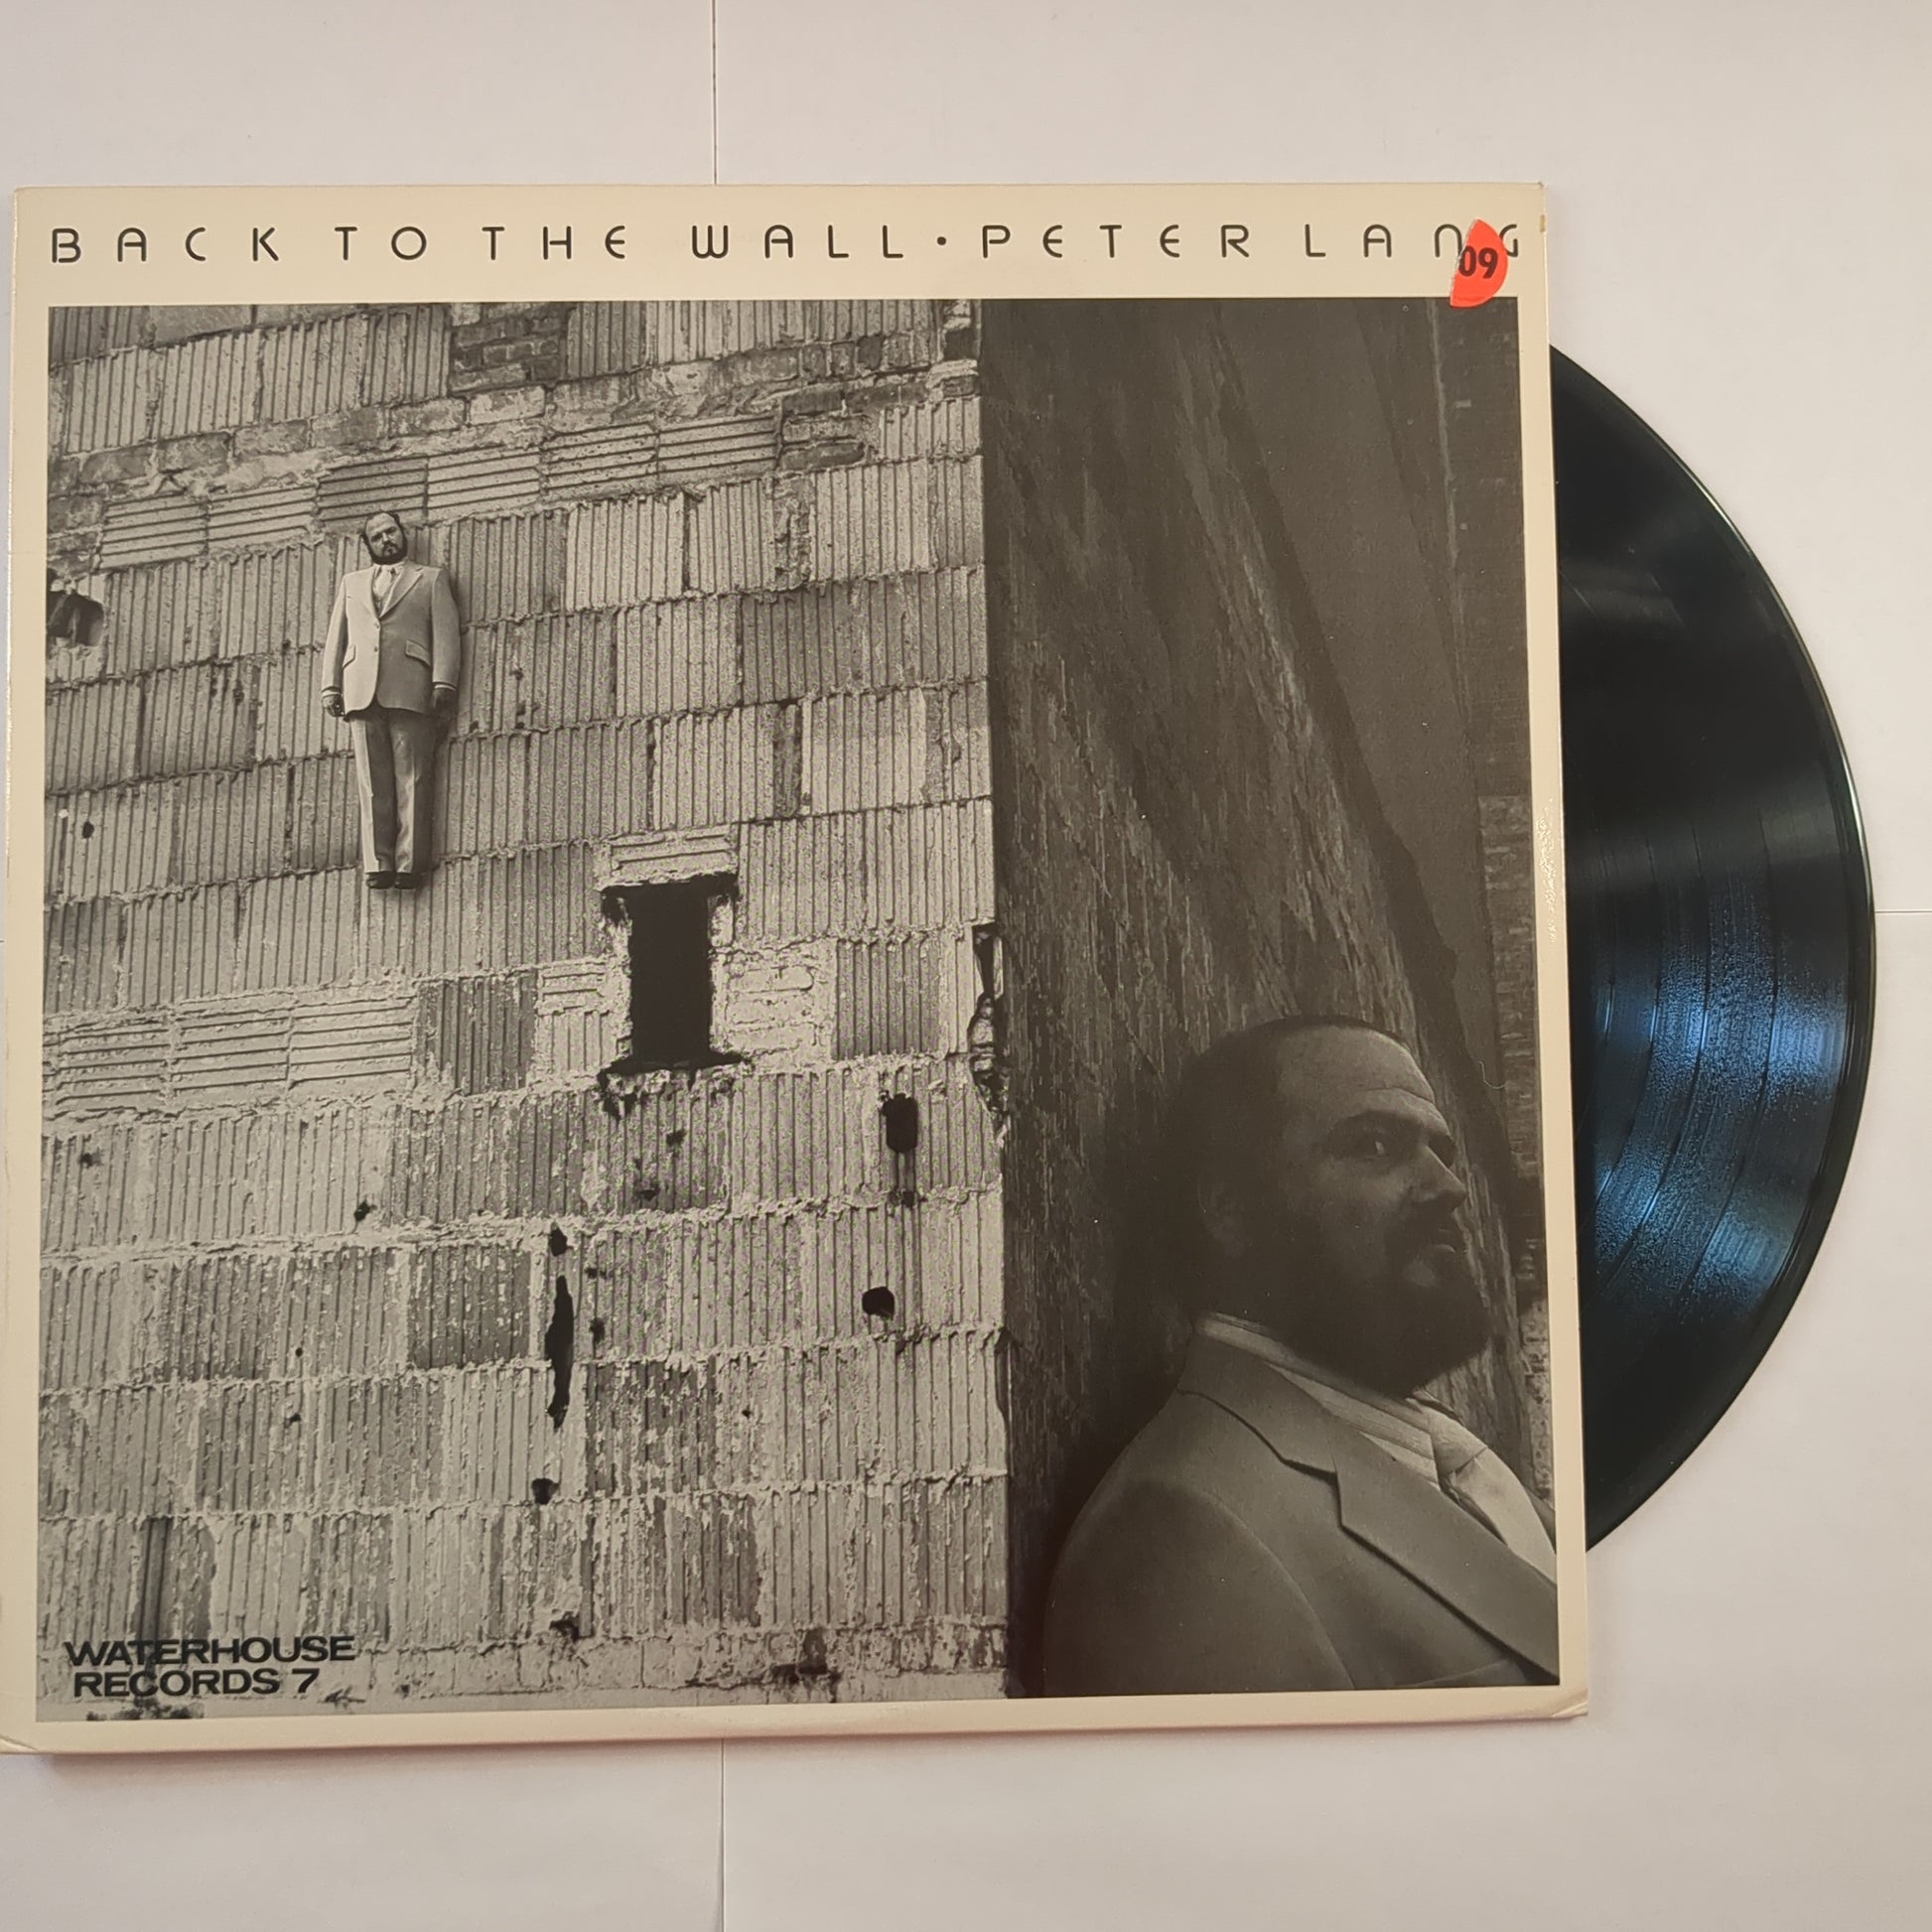 BACK TO THE WALL • PETER LANG
09
WATERHOUSE
RECORDS 7